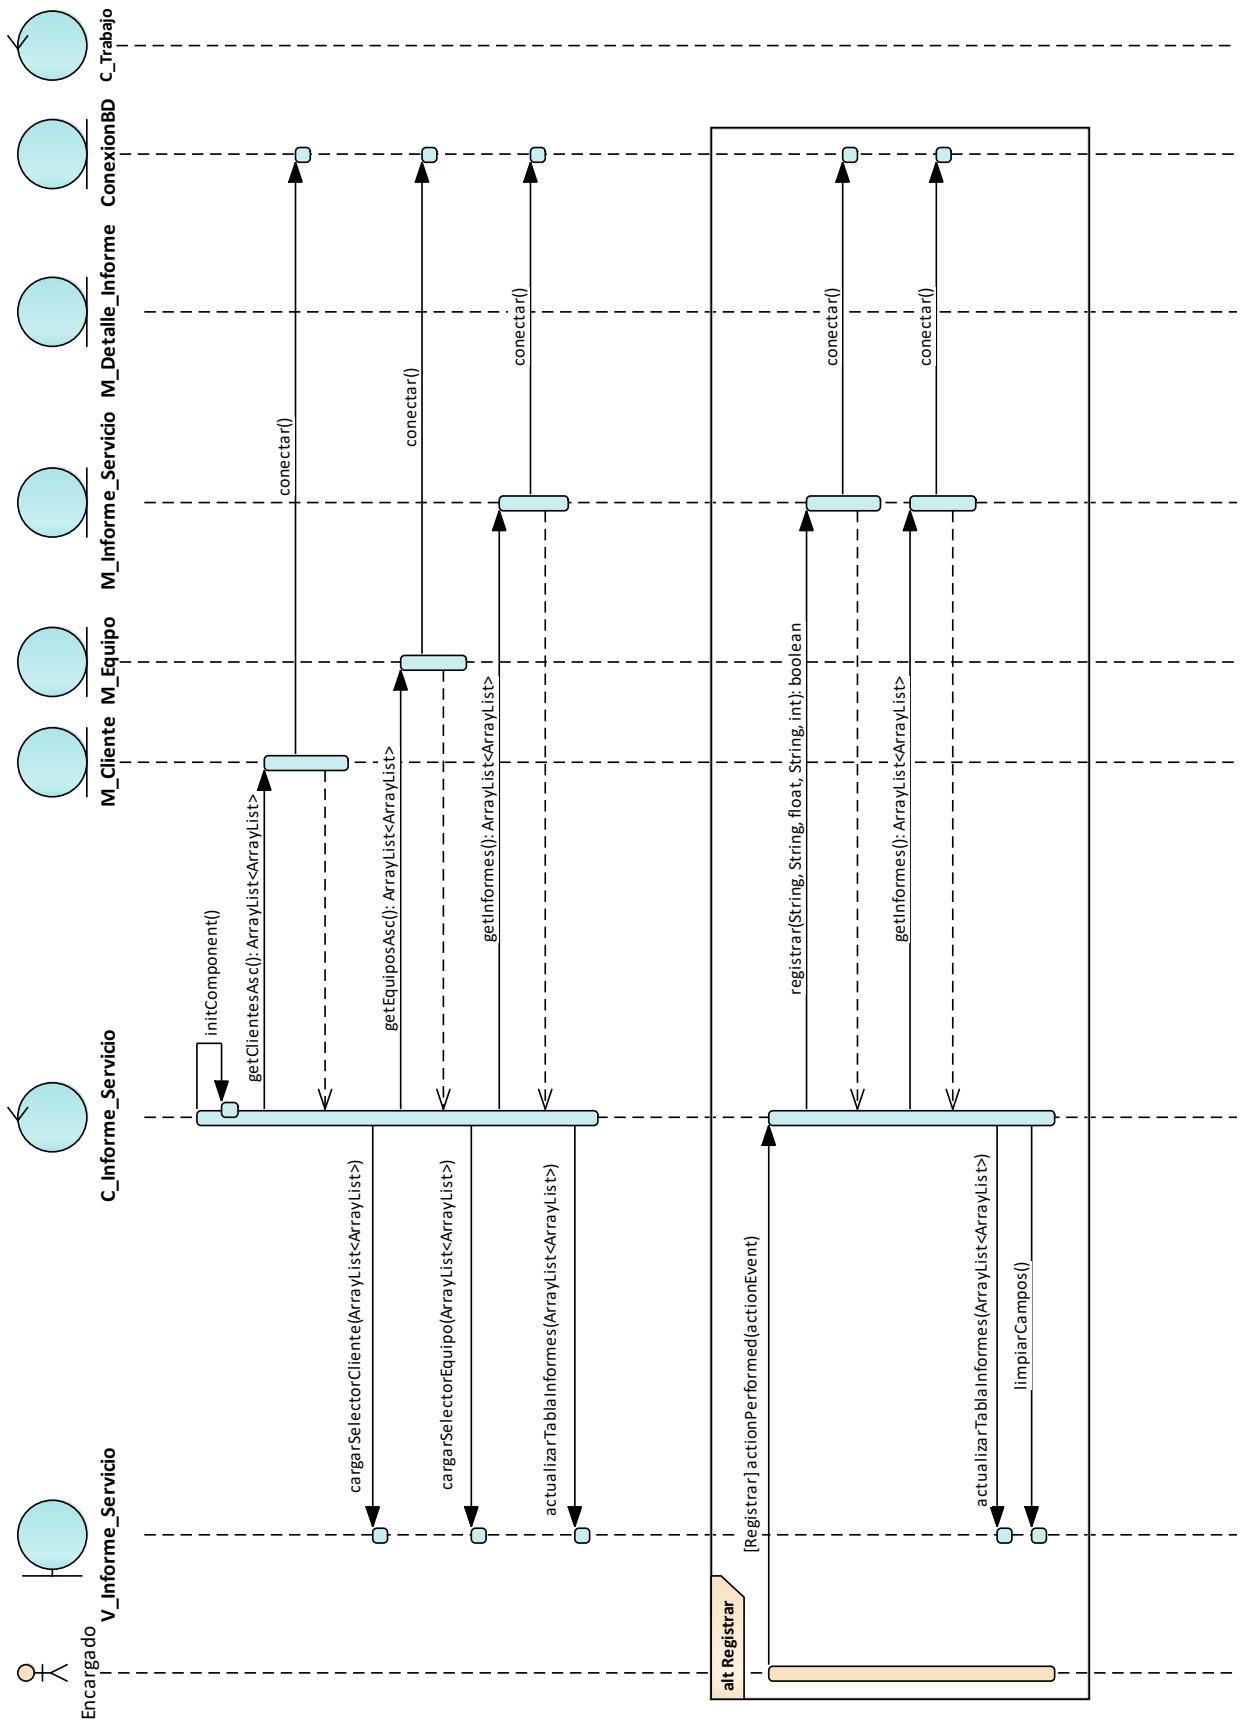 Encargado
V_Informe_Servicio
C_Informe_Servicio
M_Cliente
M_Equipo
M_Informe_Servicio
M_Detalle_Informe
ConexionBD
C_Trabajo
initComponent()
getClientesAsc(): ArrayList<ArrayList>
conectar()
cargarSelectorCliente(ArrayList<ArrayList>)
getEquiposAsc(): ArrayList<ArrayList>
conectar()
cargarSelectorEquipo(ArrayList<ArrayList>)
getInformes(): ArrayList<ArrayList>
conectar()
actualizarTablaInformes(ArrayList<ArrayList>)
alt Registrar
[Registrar] actionPerformed(actionEvent)
registrar(String, String, float, String, int): boolean
conectar()
getInformes(): ArrayList<ArrayList>
conectar()
actualizarTablaInformes(ArrayList<ArrayList>)
limpiarCampos()